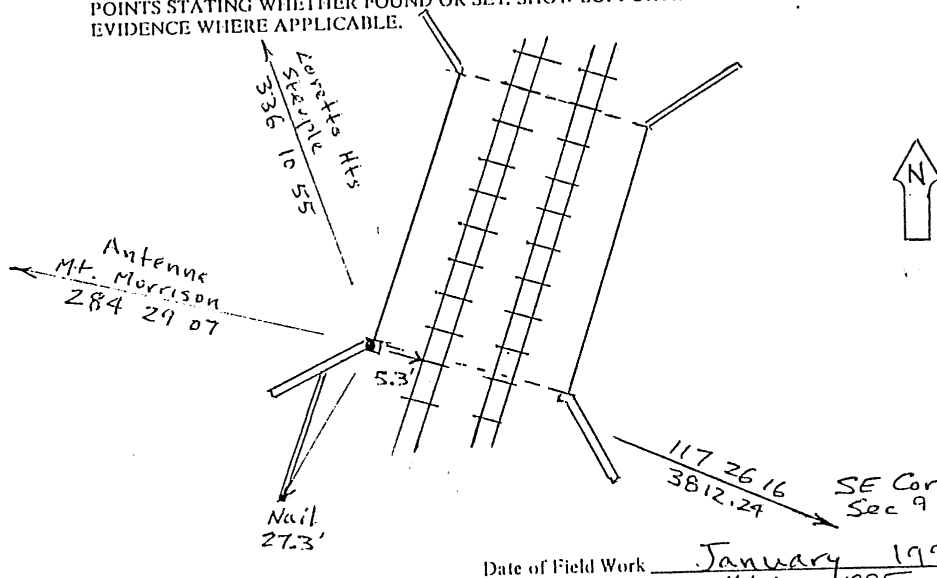 POINTS STATING WHETHER FOUND OR SET. SHOW
EVIDENCE WHERE APPLICABLE.
Loretto Hts
Steeple
336 10 55
N
Antenna
Mt. Morrison
284 29 07
5.3'
Nail
27.3'
117 26 16
3812.24
SE Cor
Sec 9
Date of Field Work January 199